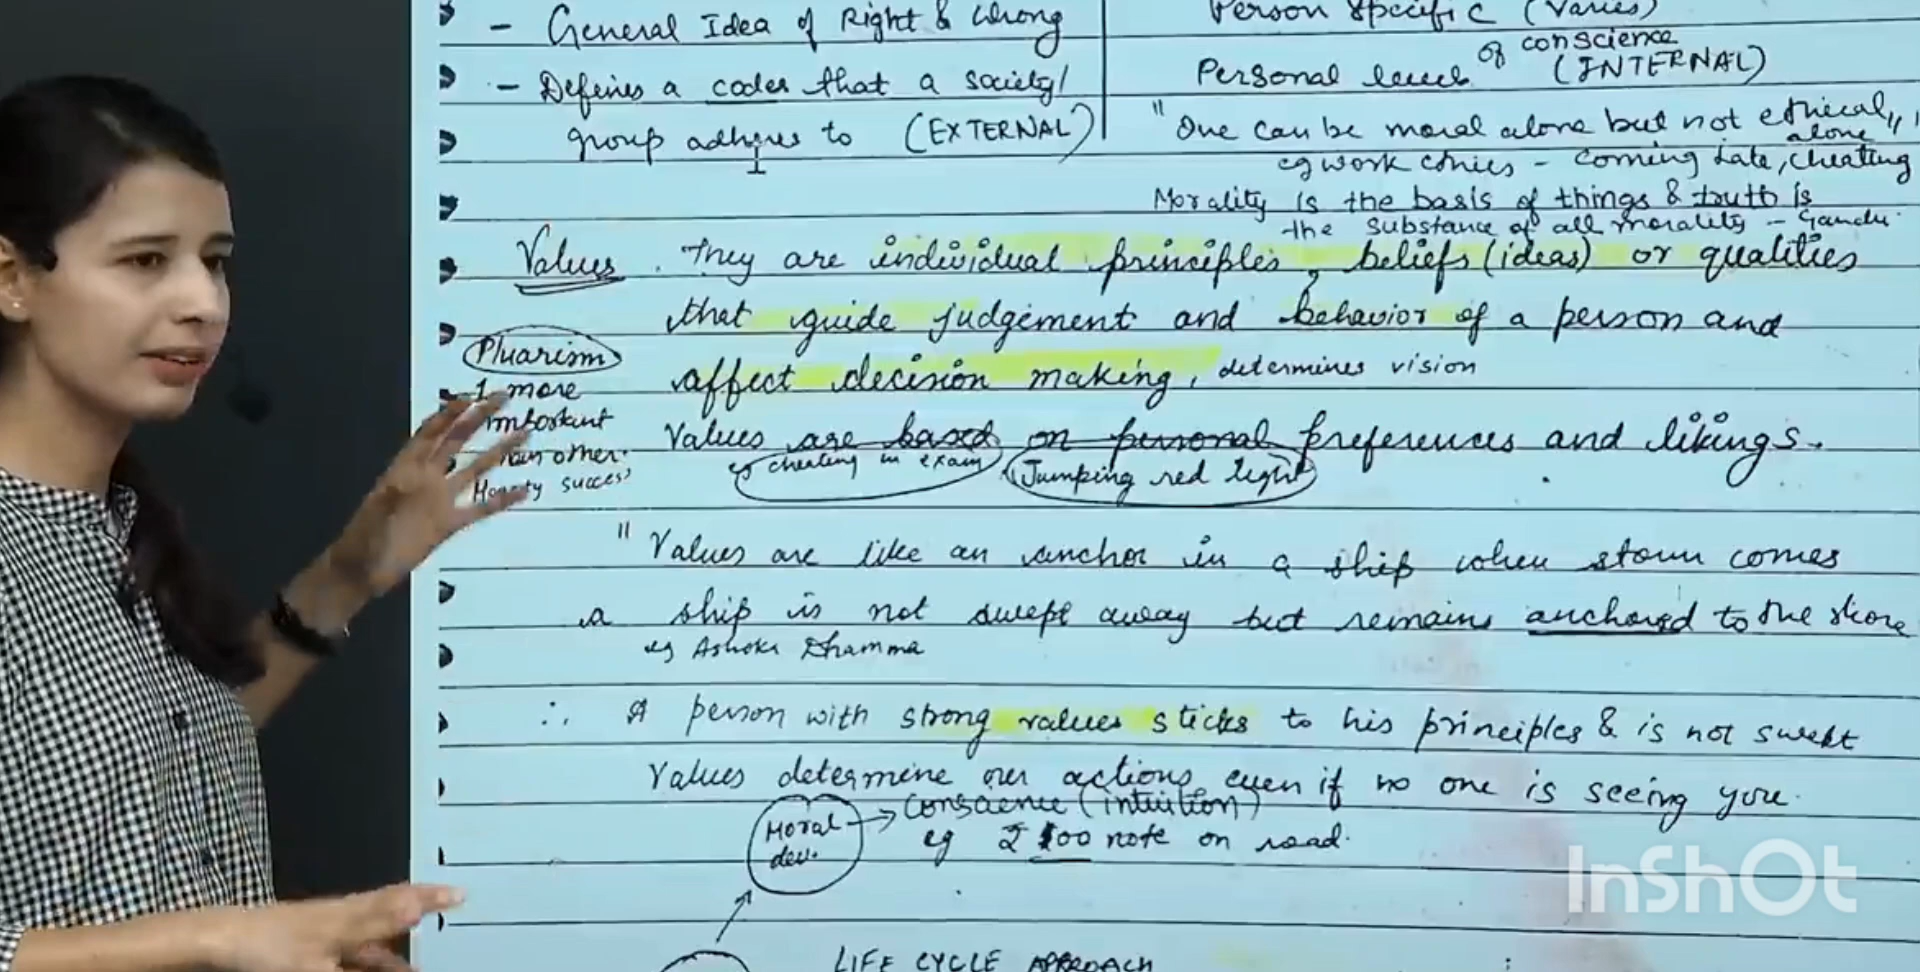 - General Idea of Right & Wrong
- Defines a codes that a society/
group adheres to (EXTERNAL)
Person Specific (Varies)
Personal level of conscience
(INTERNAL)
"One can be moral alone but not ethical alone"
eg work ethics - coming late, cheating
Morality is the basis of things & truth is
the substance of all morality - Gandhi
Values. They are individual principles, beliefs (ideas) or qualities
that guide judgement and behavior of a person and
affect decision making, determines vision
Values are based on personal preferences and likings.
eg cheating in exam Jumping red light
Pluarism
1 more
important
than other.
Honesty success
"Values are like an anchor in a ship when storm comes
a ship is not swept away but remains anchored to the shore
eg Ashoka Dhamma
∴ A person with strong values sticks to his principles & is not swept
Values determine our actions even if no one is seeing you.
Moral dev. → Conscience (intuition)
eg ₹ 100 note on road.
LIFE CYCLE APPROACH
InShOt